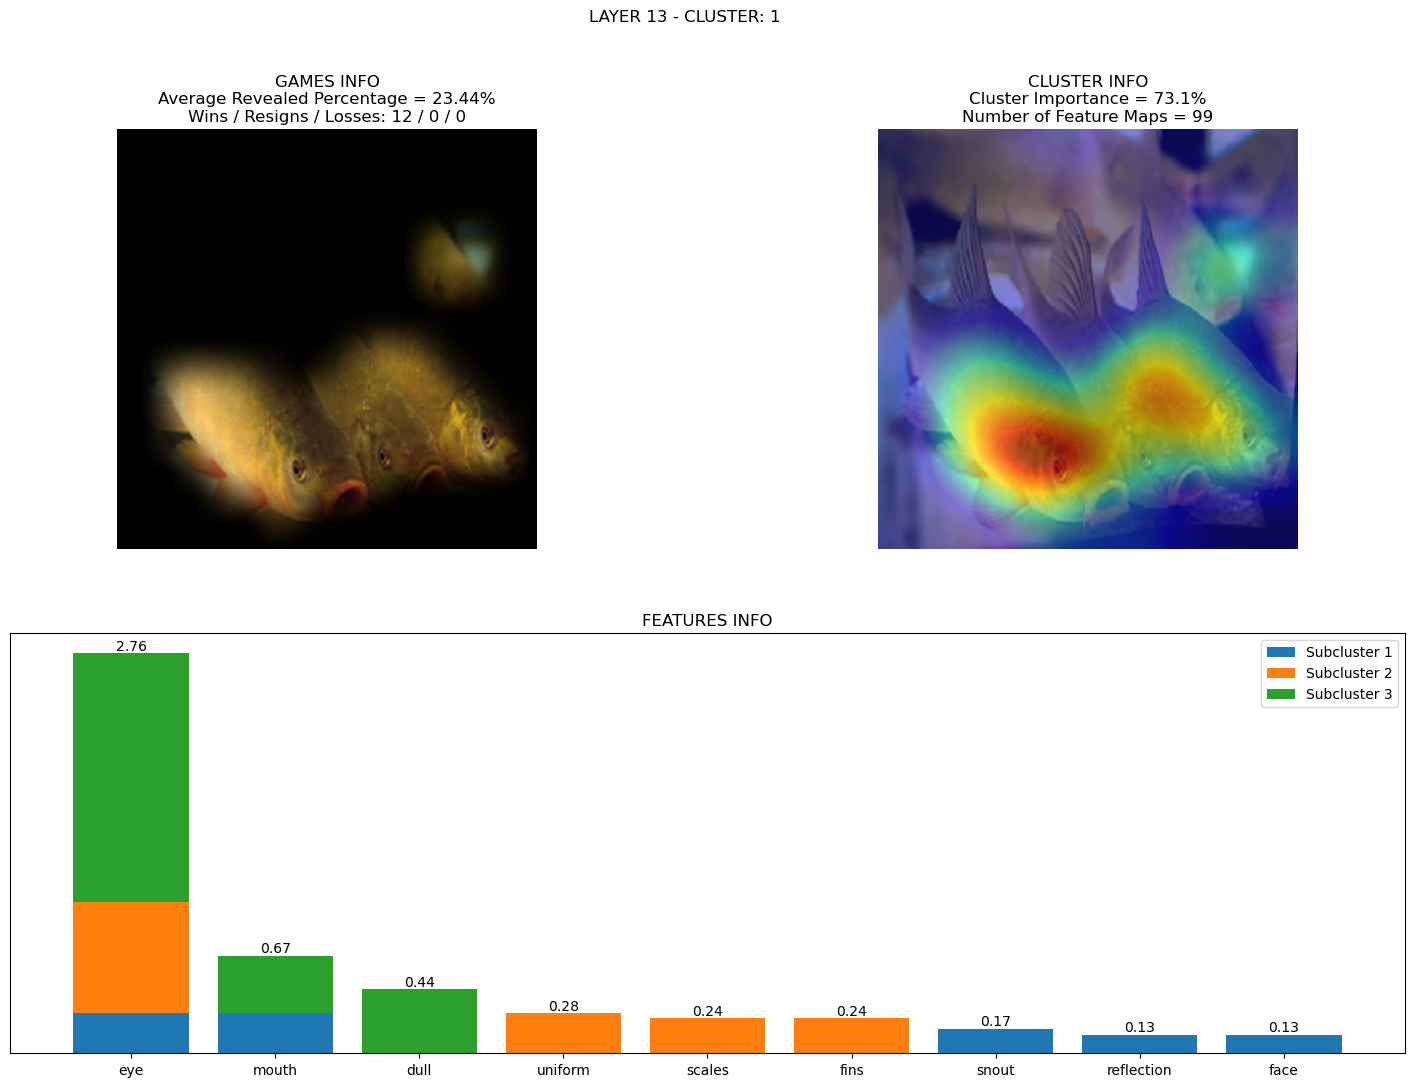 LAYER 13 - CLUSTER: 1
GAMES INFO
Average Revealed Percentage = 23.44%
Wins / Resigns / Losses: 12 / 0 / 0
CLUSTER INFO
Cluster Importance = 73.1%
Number of Feature Maps = 99
FEATURES INFO
Subcluster 1
Subcluster 2
Subcluster 3
2.76
0.67
0.44
0.28
0.24
0.24
0.17
0.13
0.13
eye
mouth
dull
uniform
scales
fins
snout
reflection
face